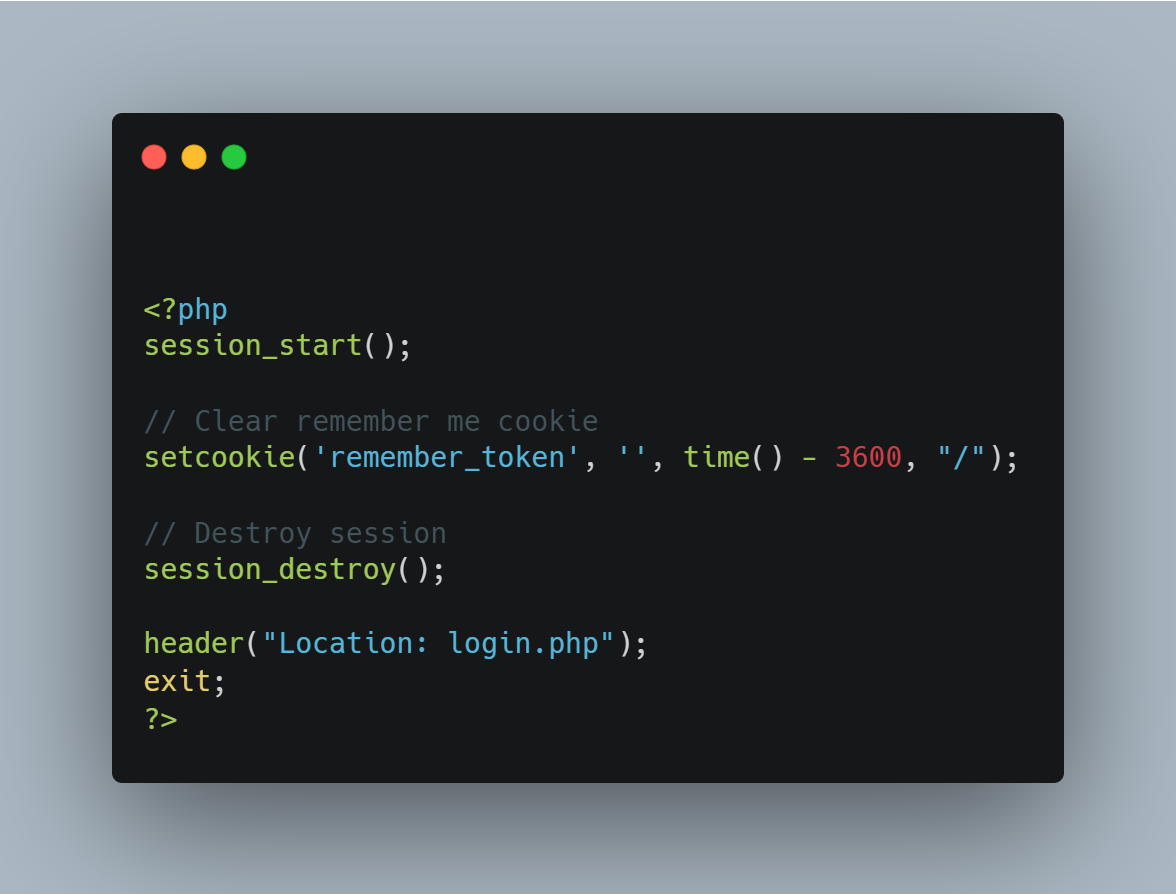 <?php
session_start();
// Clear remember me cookie
setcookie('remember_token', '', time() - 3600, "/");
// Destroy session
session_destroy();
header("Location: login.php");
exit;
?>